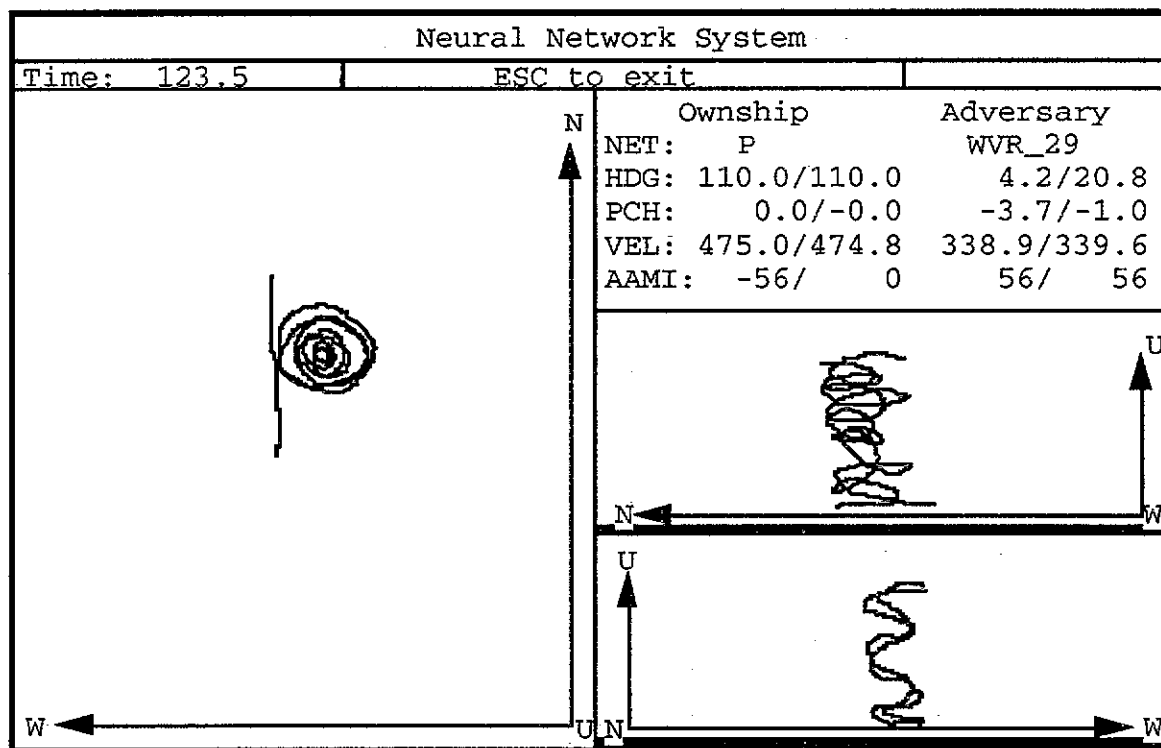 Neural Network System
Time: 123.5 ESC to exit
Ownship Adversary
NET: P WVR_29
HDG: 110.0/110.0 4.2/20.8
PCH: 0.0/-0.0 -3.7/-1.0
VEL: 475.0/474.8 338.9/339.6
AAMI: -56/ 0 56/ 56
N
W
U
U
N
W
U
N
W